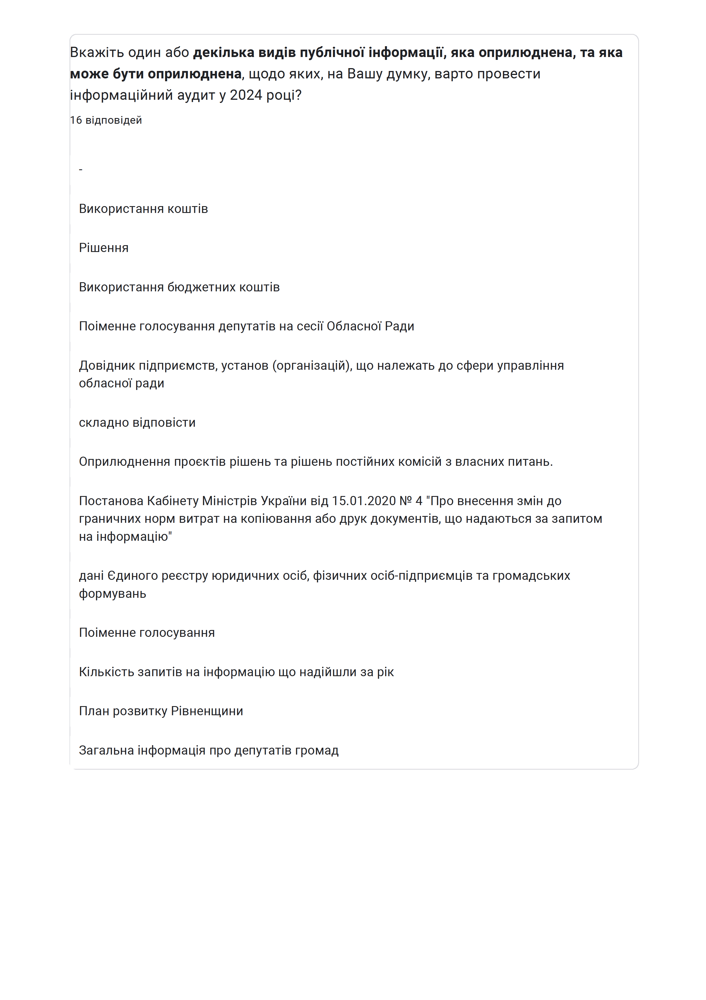 Вкажіть один або декілька видів публічної інформації, яка оприлюднена, та яка
може бути оприлюднена, щодо яких, на Вашу думку, варто провести
інформаційний аудит у 2024 році?
16 відповідей
-
Використання коштів
Рішення
Використання бюджетних коштів
Поіменне голосування депутатів на сесії Обласної Ради
Довідник підприємств, установ (організацій), що належать до сфери управління
обласної ради
складно відповісти
Оприлюднення проєктів рішень та рішень постійних комісій з власних питань.
Постанова Кабінету Міністрів України від 15.01.2020 № 4 "Про внесення змін до
граничних норм витрат на копіювання або друк документів, що надаються за запитом
на інформацію"
дані Єдиного реєстру юридичних осіб, фізичних осіб-підприємців та громадських
формувань
Поіменне голосування
Кількість запитів на інформацію що надійшли за рік
План розвитку Рівненщини
Загальна інформація про депутатів громад